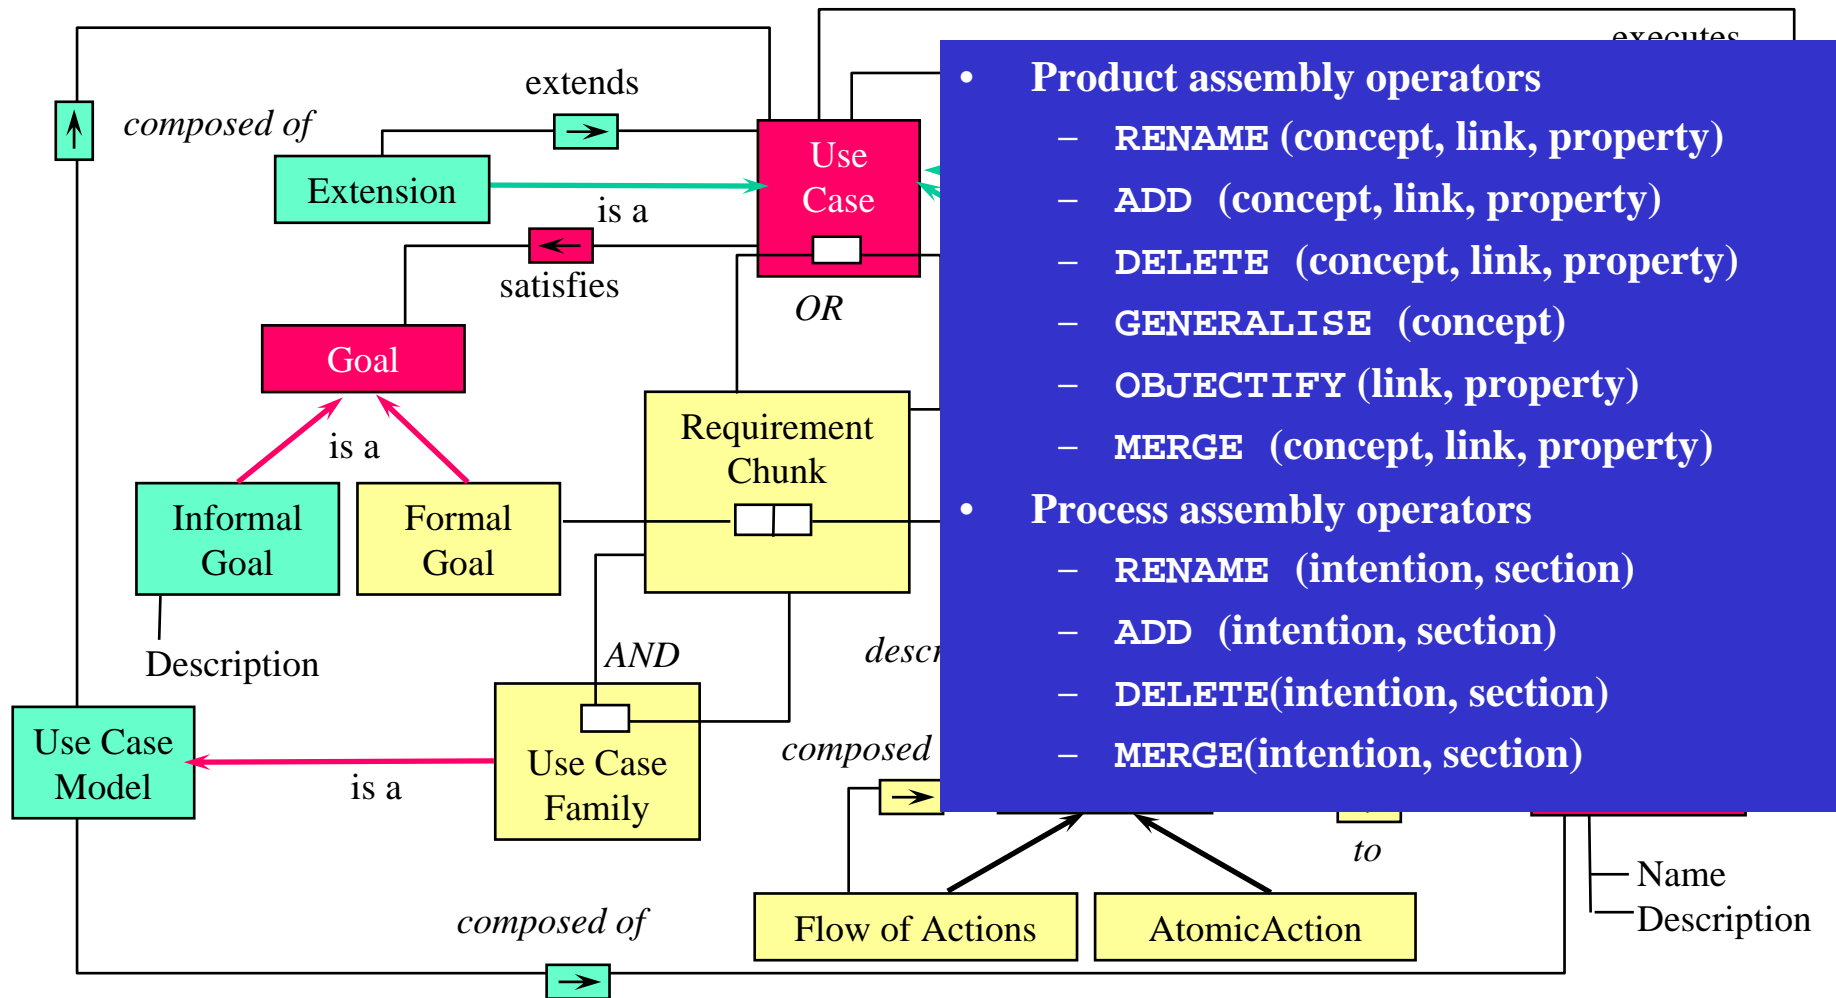 executes
extends
composed of
Extension
is a
Use
Case
satisfies
OR
Goal
is a
Requirement
Chunk
Informal
Goal
Formal
Goal
Description
AND
Use Case
Model
is a
Use Case
Family
composed
to
Name
Description
Flow of Actions
AtomicAction
composed of
• Product assembly operators
– RENAME (concept, link, property)
– ADD (concept, link, property)
– DELETE (concept, link, property)
– GENERALISE (concept)
– OBJECTIFY (link, property)
– MERGE (concept, link, property)
• Process assembly operators
– RENAME (intention, section)
– ADD (intention, section)
– DELETE(intention, section)
– MERGE(intention, section)